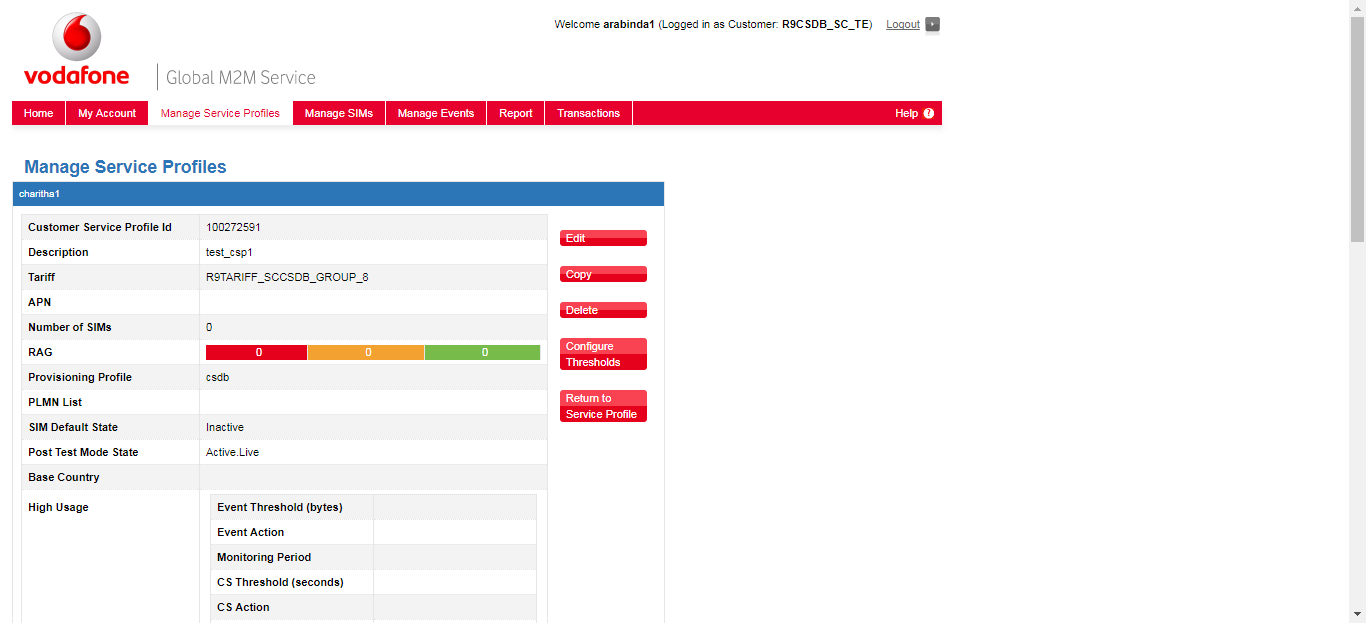 Welcome arabinda1 (Logged in as Customer: R9CSDB_SC_TE) Logout
vodafone
Global M2M Service
Home My Account Manage Service Profiles Manage SIMs Manage Events Report Transactions Help ?
Manage Service Profiles
charitha1
Customer Service Profile Id 100272591
Edit
Description test_csp1
Tariff R9TARIFF_SCCSDB_GROUP_8
Copy
APN
Delete
Number of SIMs 0
RAG 0 0 0
Configure
Thresholds
Provisioning Profile csdb
PLMN List
Return to
Service Profile
SIM Default State Inactive
Post Test Mode State Active.Live
Base Country
High Usage Event Threshold (bytes)
Event Action
Monitoring Period
CS Threshold (seconds)
CS Action